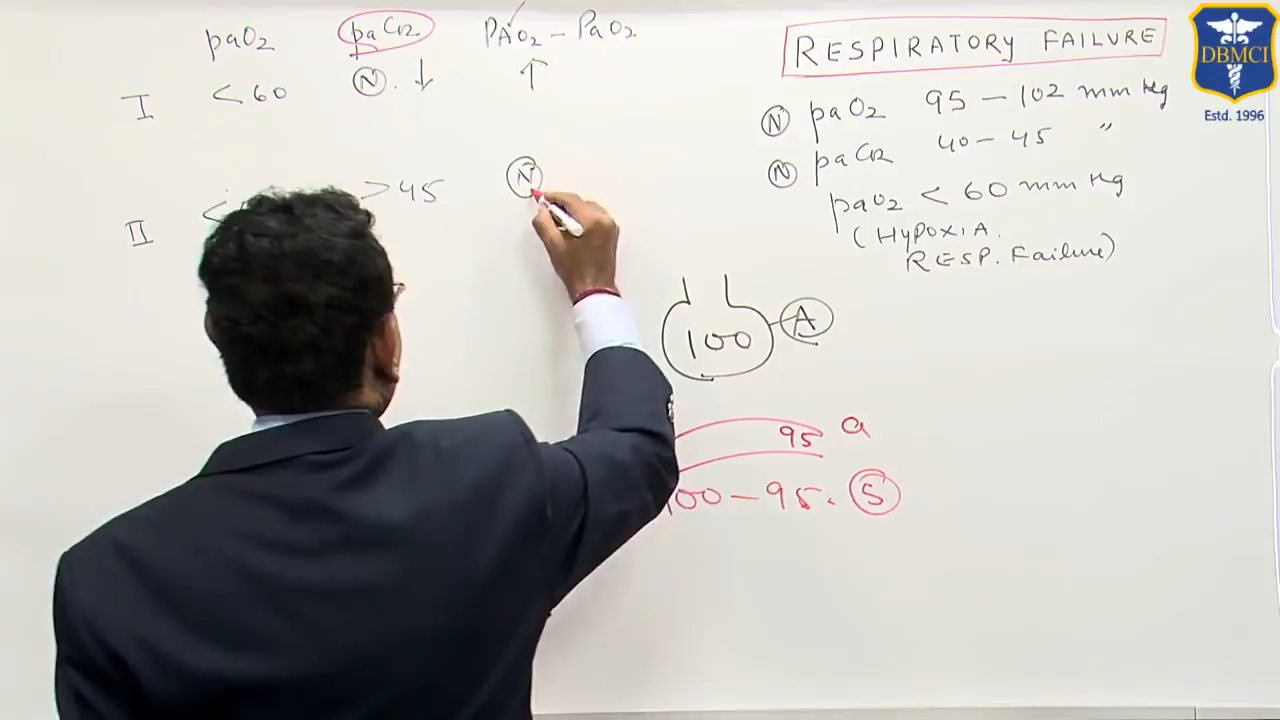 paO2 paCO2 PAO2 – PaO2
I <60 N. ↓ ↑
II < >45 N
RESPIRATORY FAILURE
N paO2 95 – 102 mm Hg
N paCO2 40 – 45 "
paO2 < 60 mm Hg
(HYPOXIA.
RESP. Failure)
100 A
95 a
100 – 95. 5
DBMCI
Estd. 1996